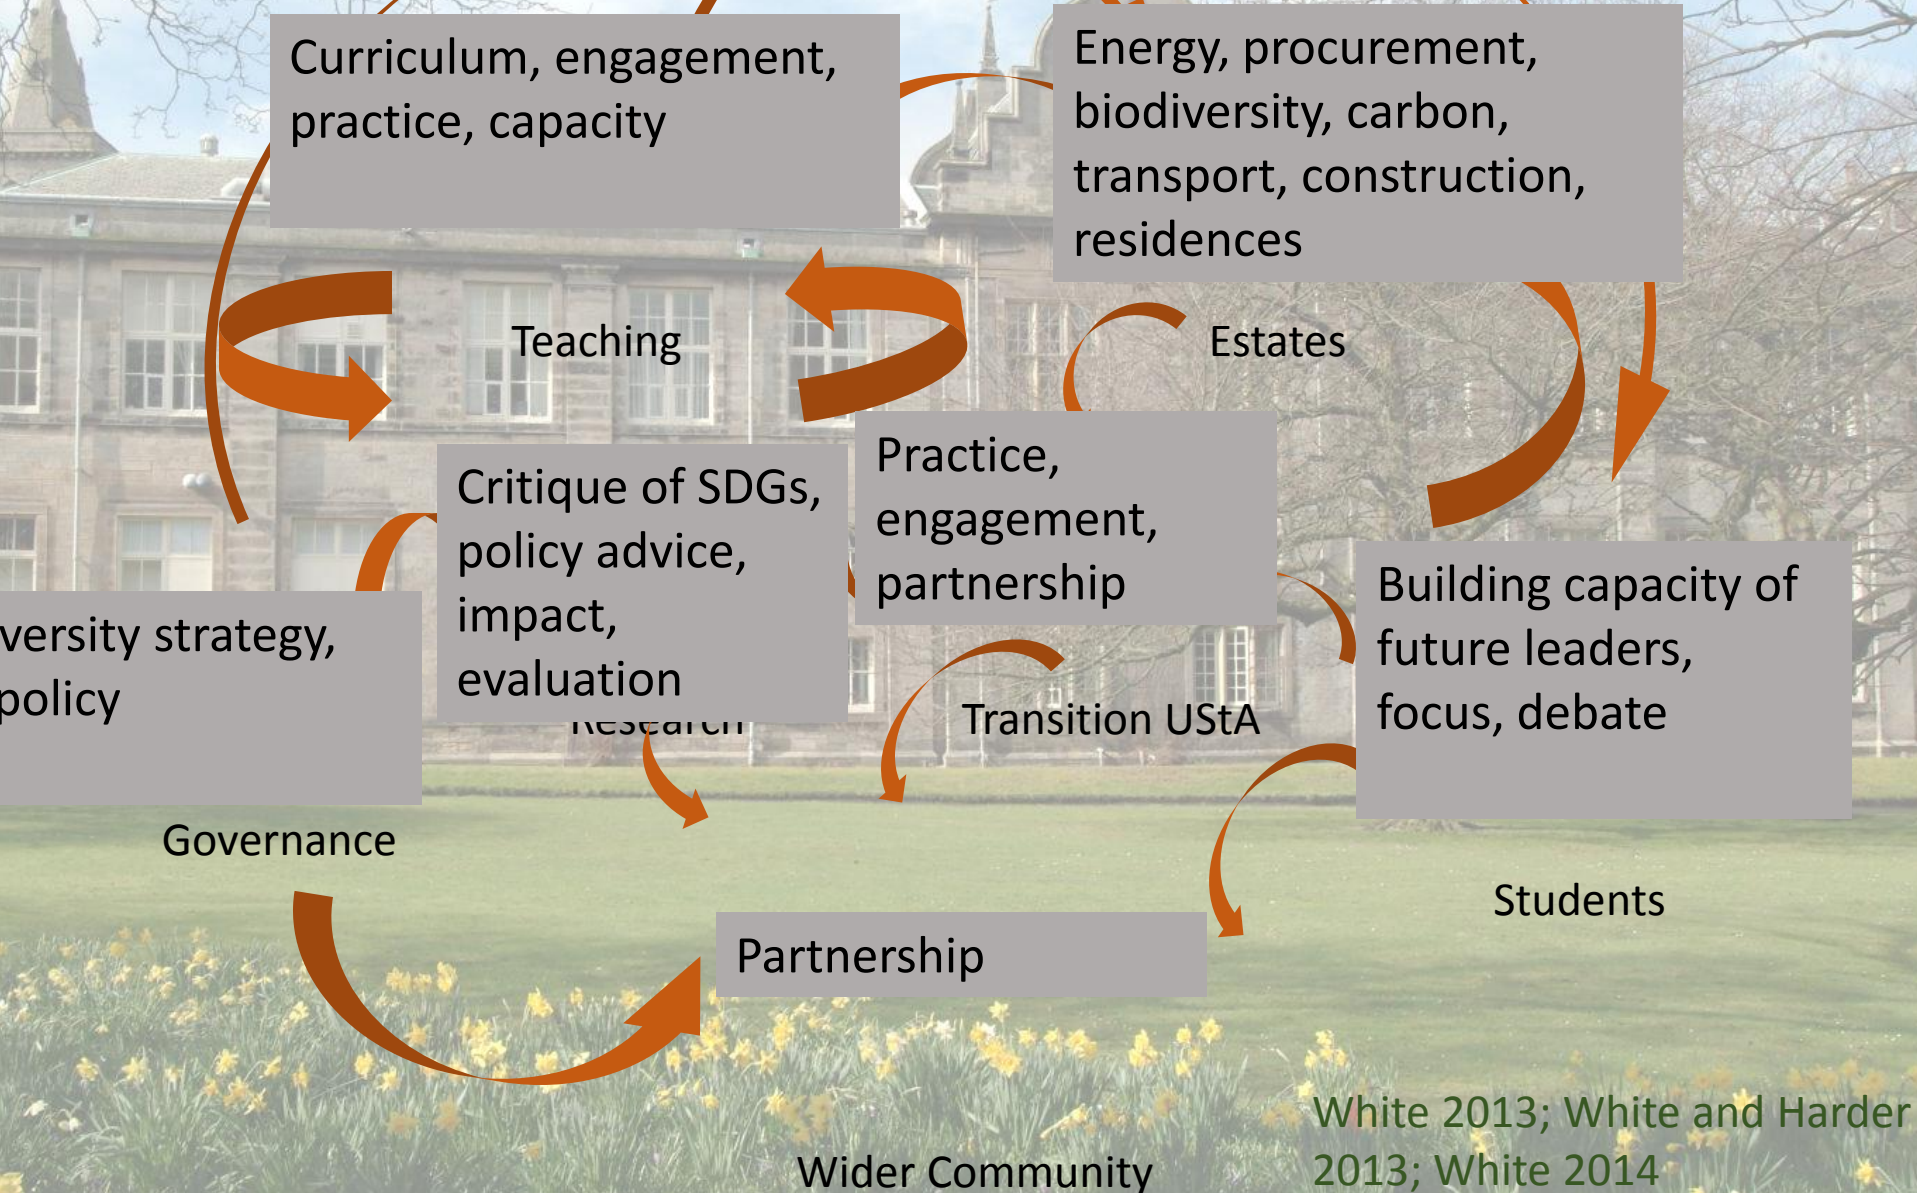 Curriculum, engagement,
practice, capacity
Energy, procurement,
biodiversity, carbon,
transport, construction,
residences
Teaching
Estates
Critique of SDGs,
policy advice,
impact,
evaluation
Practice,
engagement,
partnership
Building capacity of
future leaders,
focus, debate
versity strategy,
policy
Research
Transition UStA
Governance
Students
Partnership
White 2013; White and Harder
2013; White 2014
Wider Community